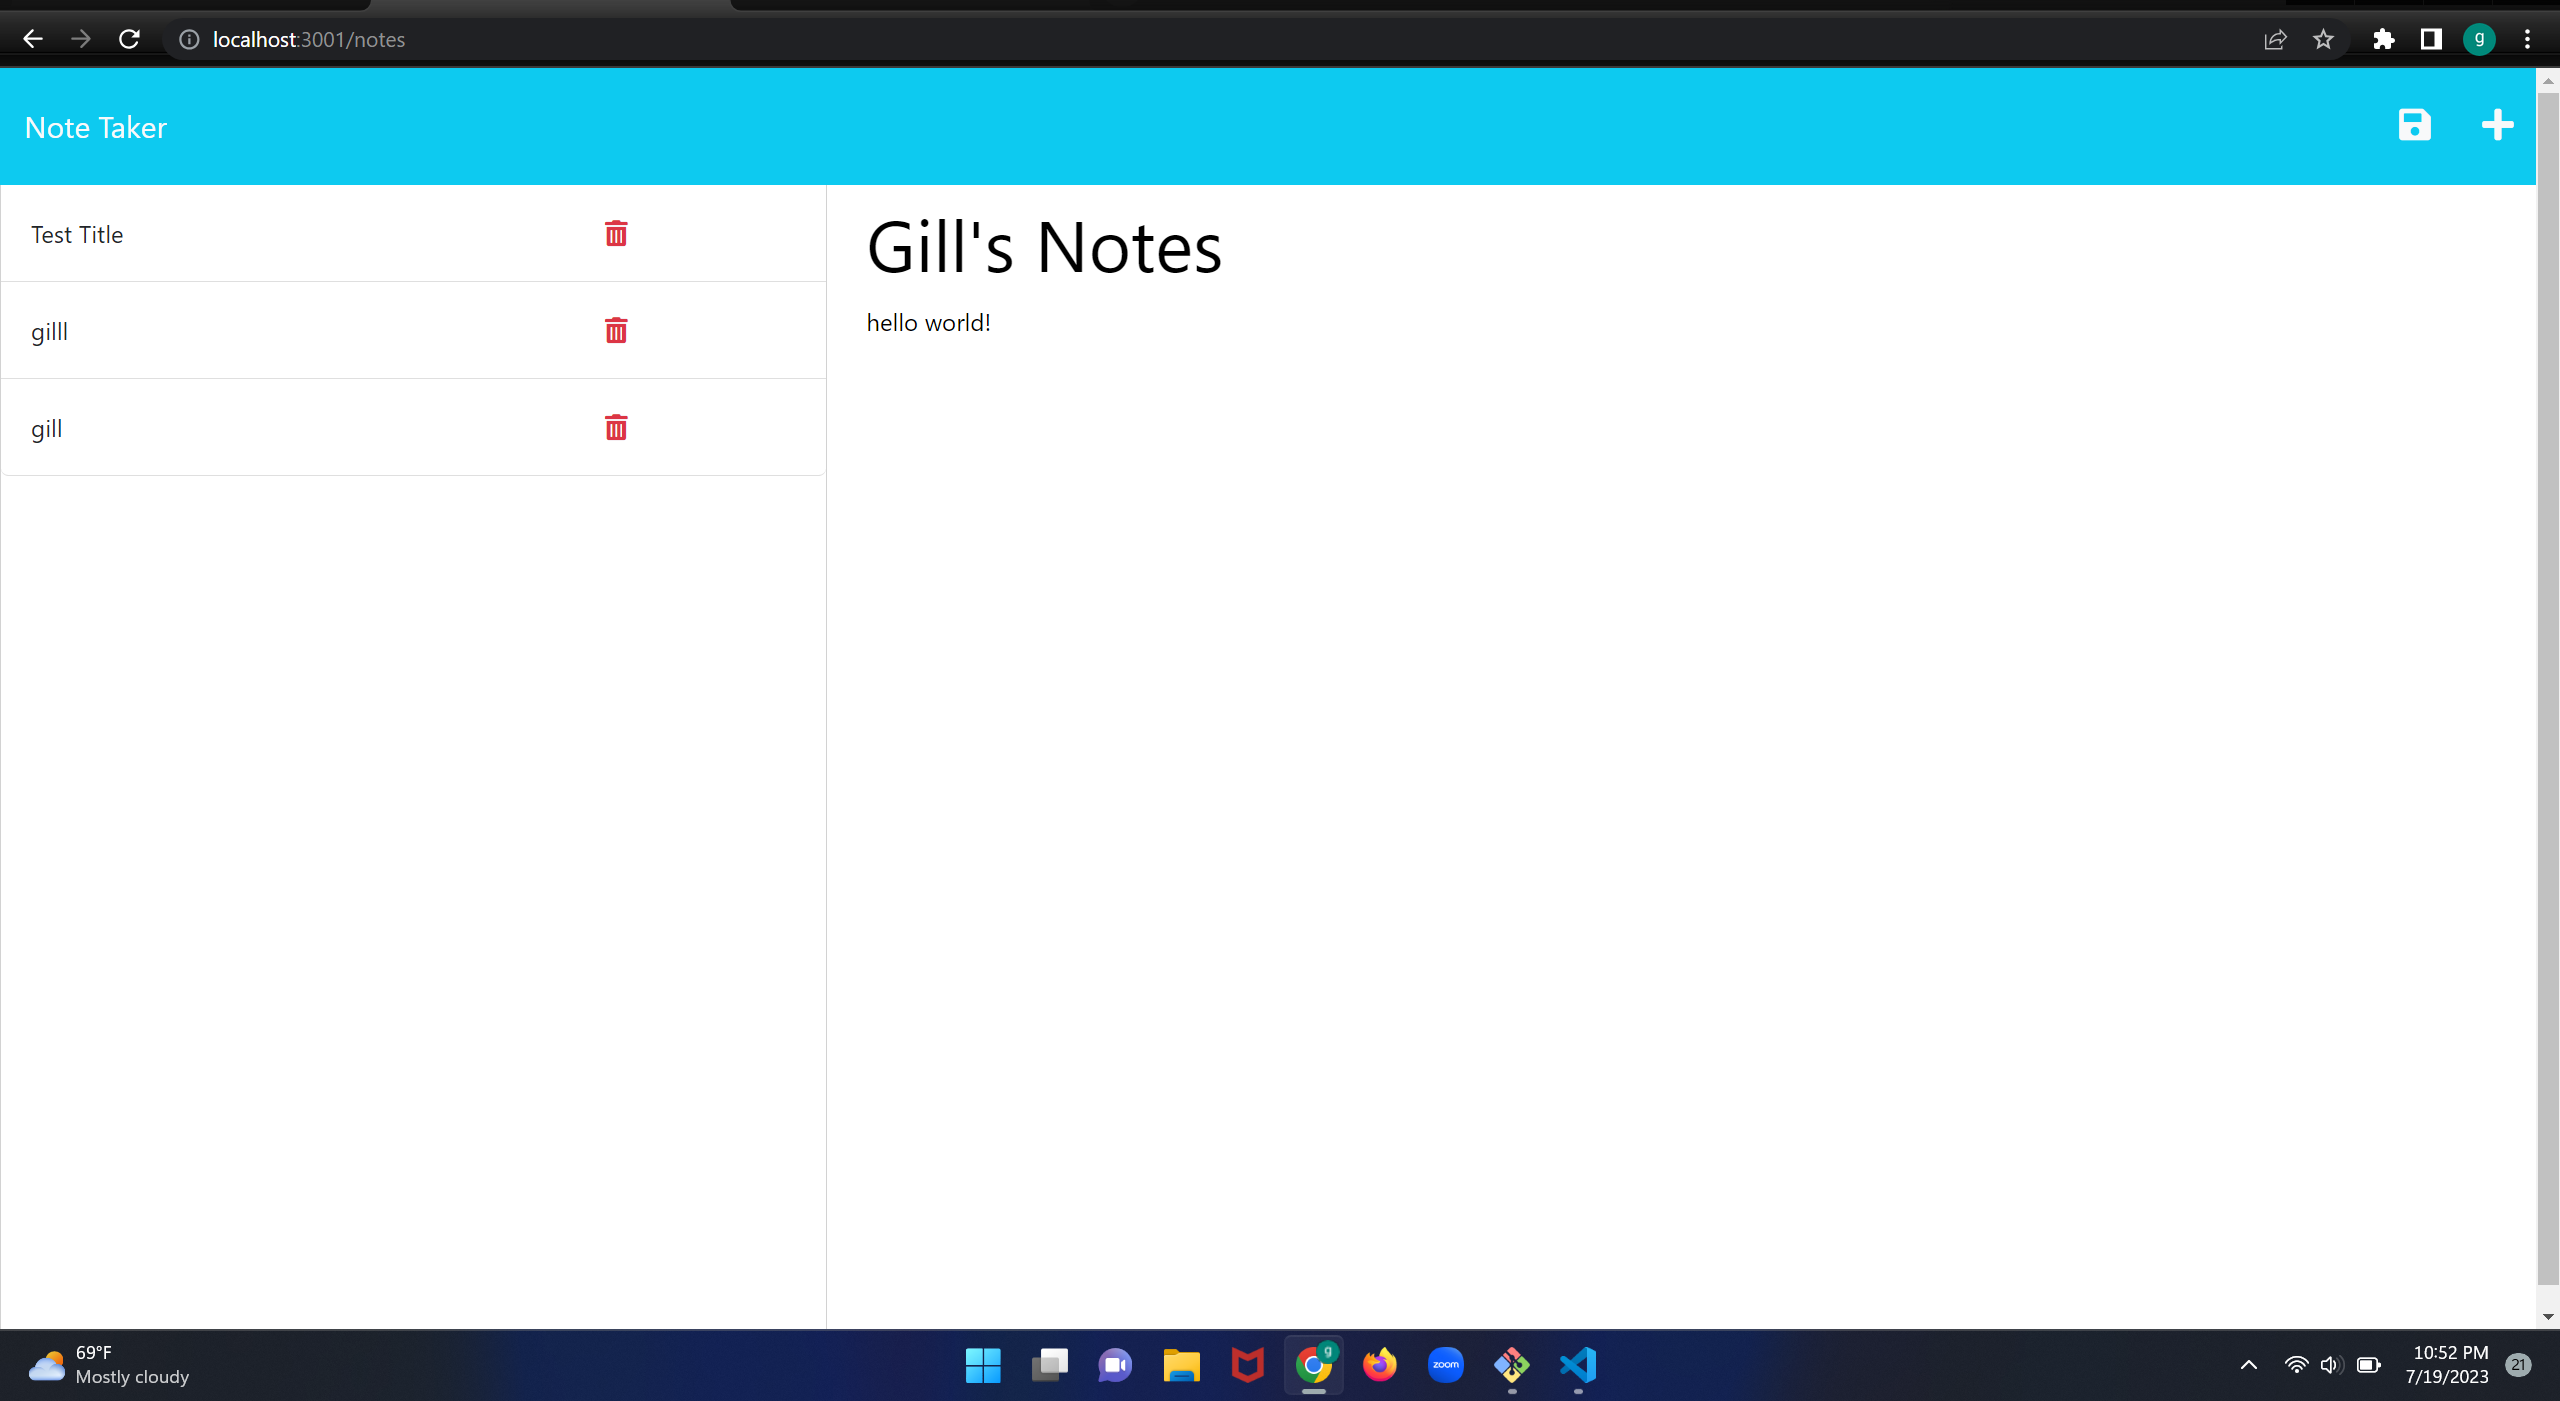 localhost:3001/notes
g
Note Taker
Test Title
gilll
gill
Gill's Notes
hello world!
69°F
Mostly cloudy
g
zoom
10:52 PM
7/19/2023
21